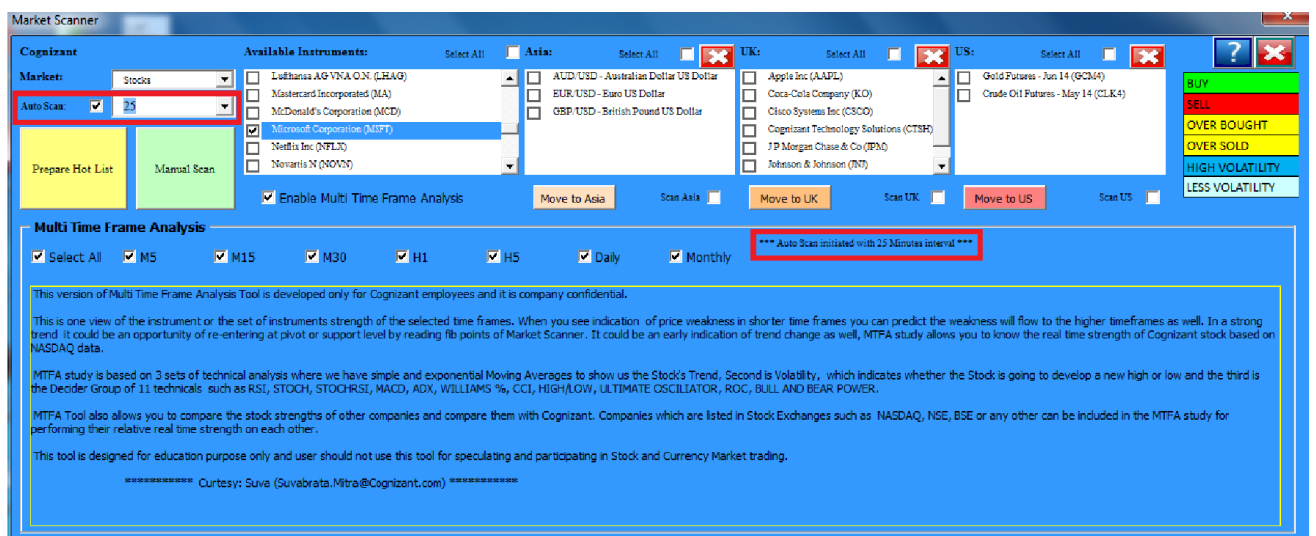 Market Scanner
Cognizant
Available Instruments:
Select All
Asia:
Select All
UK:
Select All
US:
Select All
?
Market:
Stocks
Auto Scan:
25
Prepare Hot List
Manual Scan
Lufthansa AG VNA O.N. (LHAG)
Mastercard Incorporated (MA)
McDonald's Corporation (MCD)
Microsoft Corporation (MSFT)
Netflix Inc (NFLX)
Novartis N (NOVN)
AUD/USD - Australian Dollar US Dollar
EUR/USD - Euro US Dollar
GBP/USD - British Pound US Dollar
Apple Inc (AAPL)
Coca-Cola Company (KO)
Cisco Systems Inc (CSCO)
Cognizant Technology Solutions (CTSH)
J P Morgan Chase & Co (JPM)
Johnson & Johnson (JNJ)
Gold Futures - Jun 14 (GCM4)
Crude Oil Futures - May 14 (CLK4)
BUY
SELL
OVER BOUGHT
OVER SOLD
HIGH VOLATILITY
LESS VOLATILITY
Enable Multi Time Frame Analysis
Move to Asia
Scan Asia
Move to UK
Scan UK
Move to US
Scan US
Multi Time Frame Analysis
*** Auto Scan initiated with 25 Minutes interval ***
Select All
M5
M15
M30
H1
H5
Daily
Monthly
This version of Multi Time Frame Analysis Tool is developed only for Cognizant employees and it is company confidential.
This is one view of the instrument or the set of instruments strength of the selected time frames. When you see indication of price weakness in shorter time frames you can predict the weakness will flow to the higher timeframes as well. In a strong
trend it could be an opportunity of re-entering at pivot or support level by reading fib points of Market Scanner. It could be an early indication of trend change as well, MTFA study allows you to know the real time strength of Cognizant stock based on
NASDAQ data.
MTFA study is based on 3 sets of technical analysis where we have simple and exponential Moving Averages to show us the Stock's Trend, Second is Volatility, which indicates whether the Stock is going to develop a new high or low and the third is
the Decider Group of 11 technicals such as RSI, STOCH, STOCHRSI, MACD, ADX, WILLIAMS %, CCI, HIGH/LOW, ULTIMATE OSCILIATOR, ROC, BULL AND BEAR POWER.
MTFA Tool also allows you to compare the stock strengths of other companies and compare them with Cognizant. Companies which are listed in Stock Exchanges such as NASDAQ, NSE, BSE or any other can be included in the MTFA study for
performing their relative real time strength on each other.
This tool is designed for education purpose only and user should not use this tool for speculating and participating in Stock and Currency Market trading.
*********** Curtesy: Suva (Suvabrata.Mitra@Cognizant.com) ***********